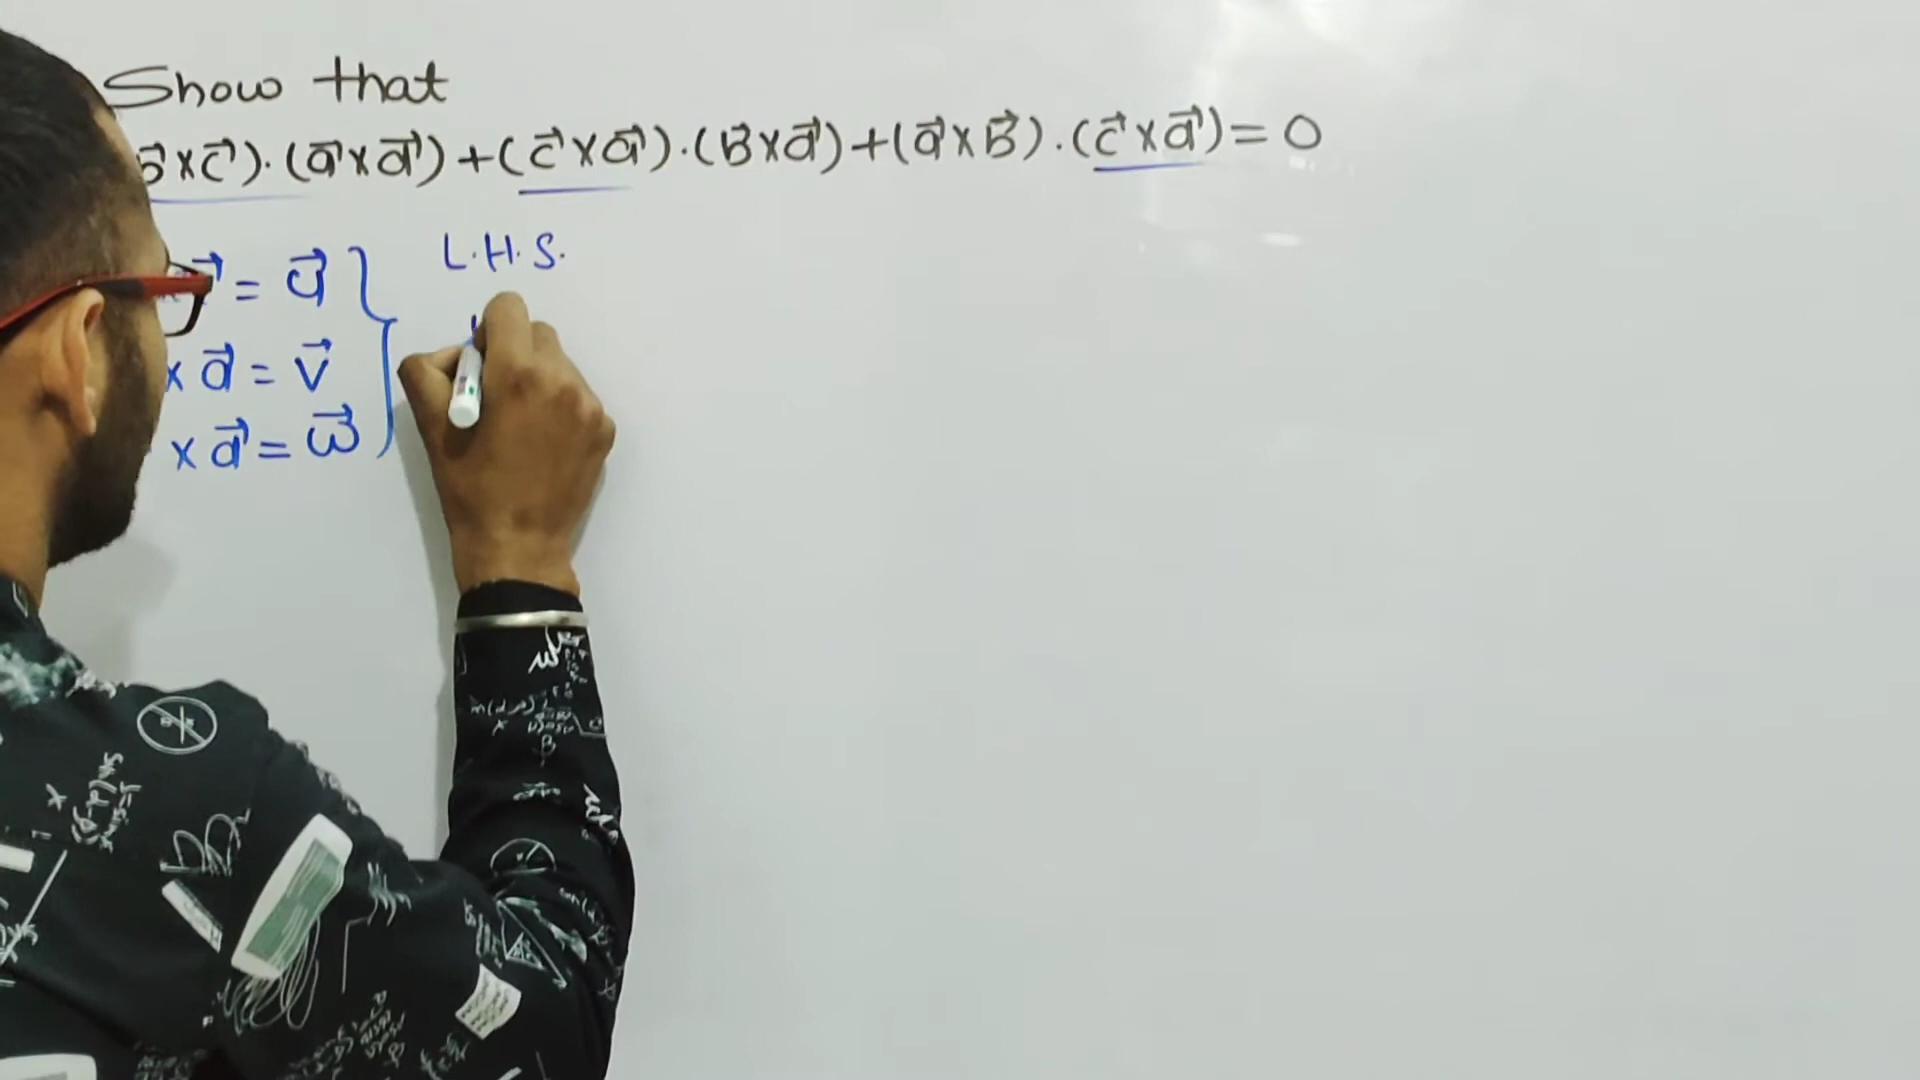 Show that
b⃗×c⃗).(a⃗×d⃗)+(c⃗×a⃗).(b⃗×d⃗)+(a⃗×b⃗).(c⃗×d⃗)=0
L.H.S.
= u⃗
× d⃗ = v⃗
× d⃗ = w⃗